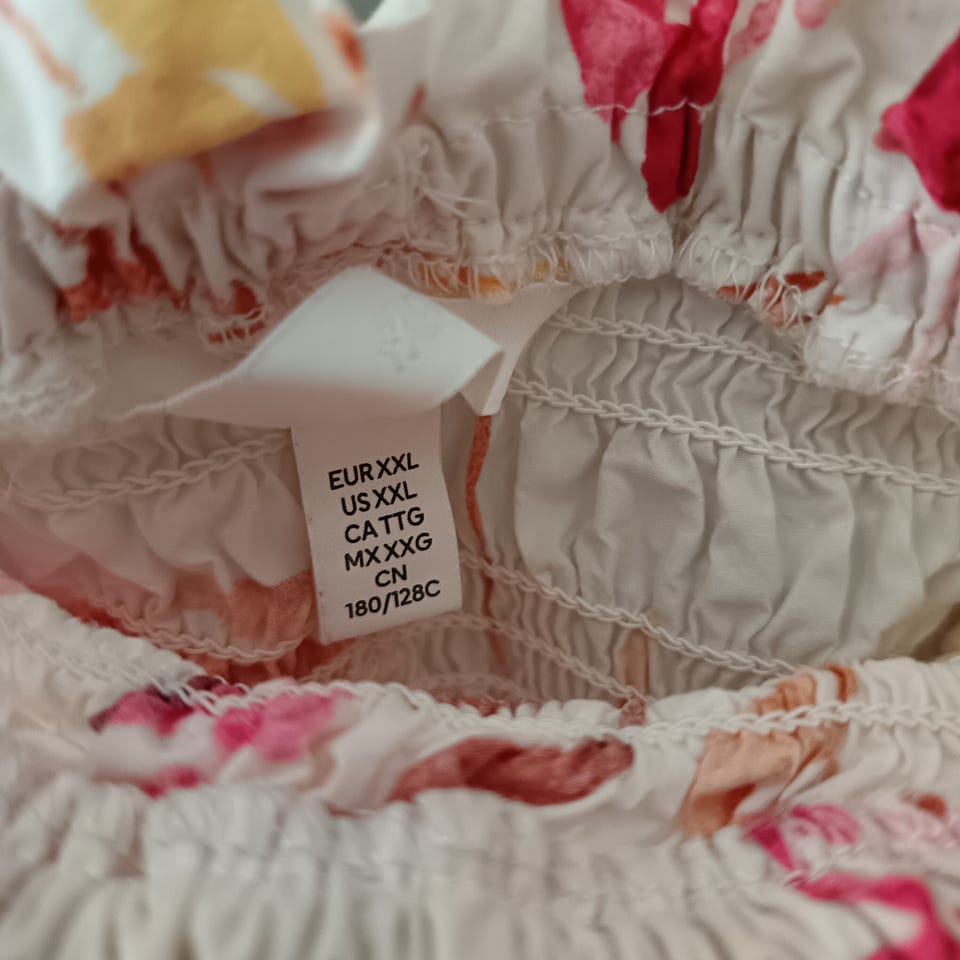 EUR XXL
US XXL
CA TTG
MX XXG
CN
180/128C